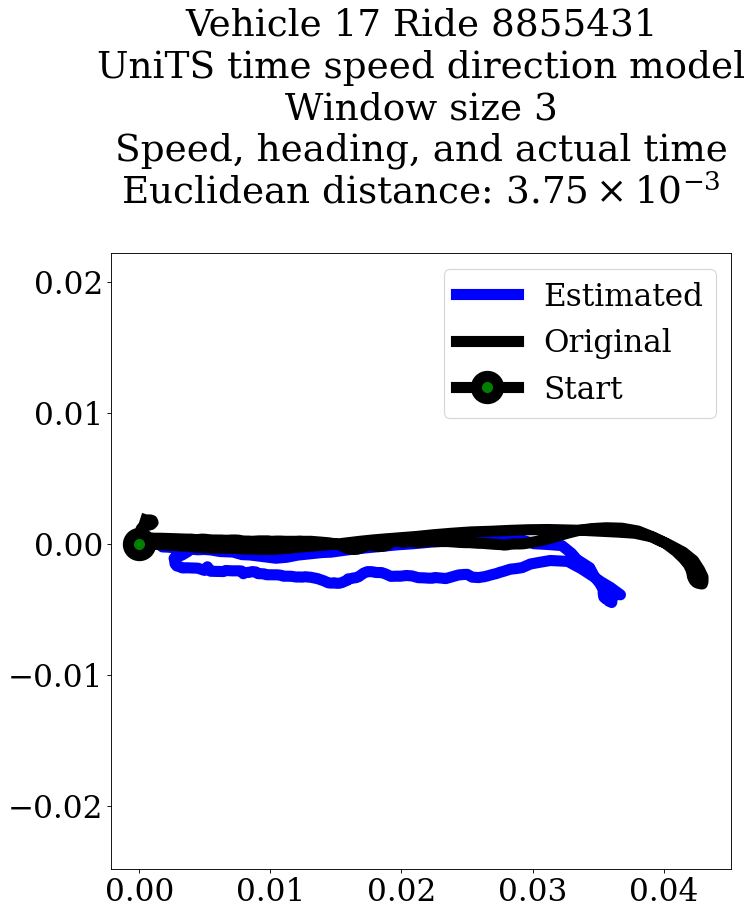 Vehicle 17 Ride 8855431
UniTS time speed direction model
Window size 3
Speed, heading, and actual time
Euclidean distance: 3.75 × 10⁻³
Estimated
Original
Start
0.02
0.01
0.00
−0.01
−0.02
0.00 0.01 0.02 0.03 0.04